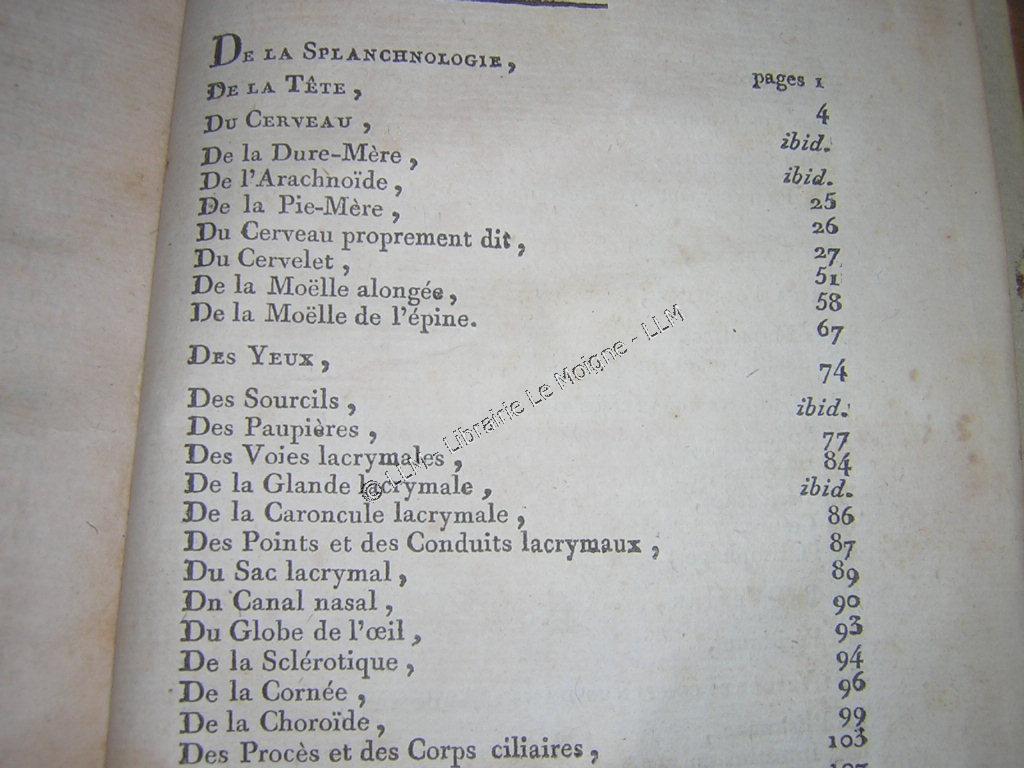 DE LA SPLANCHNOLOGIE, pages 1
DE LA TÊTE, 4
DU CERVEAU, ibid.
De la Dure-Mère, ibid.
De l'Arachnoïde, 25
De la Pie-Mère, 26
Du Cerveau proprement dit, 27
Du Cervelet, 51
De la Moëlle alongée, 58
De la Moëlle de l'épine. 67
DES YEUX, 74
Des Sourcils, ibid.
Des Paupières, 77
Des Voies lacrymales, 84
De la Glande lacrymale, ibid.
De la Caroncule lacrymale, 86
Des Points et des Conduits lacrymaux, 87
Du Sac lacrymal, 89
Dn Canal nasal, 90
Du Globe de l'œil, 93
De la Sclérotique, 94
De la Cornée, 96
De la Choroïde, 99
Des Procès et des Corps ciliaires, 103
© LLM - Librairie Le Moigne - LLM